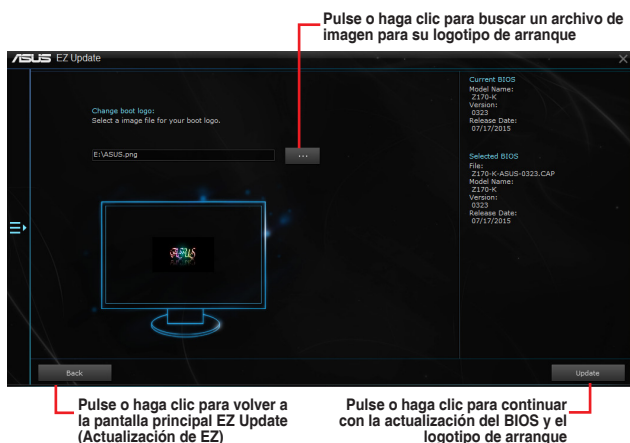 Pulse o haga clic para buscar un archivo de
imagen para su logotipo de arranque
ASUS EZ Update
Change boot logo:
Select a image file for your boot logo.
E:\ASUS.png
...
Current BIOS
Model Name:
Z170-K
Version:
0323
Release Date:
07/17/2015
Selected BIOS
File:
Z170-K-ASUS-0323.CAP
Model Name:
Z170-K
Version:
0323
Release Date:
07/17/2015
ASUS
Back
Update
Pulse o haga clic para volver a
la pantalla principal EZ Update
(Actualización de EZ)
Pulse o haga clic para continuar
con la actualización del BIOS y el
logotipo de arranque